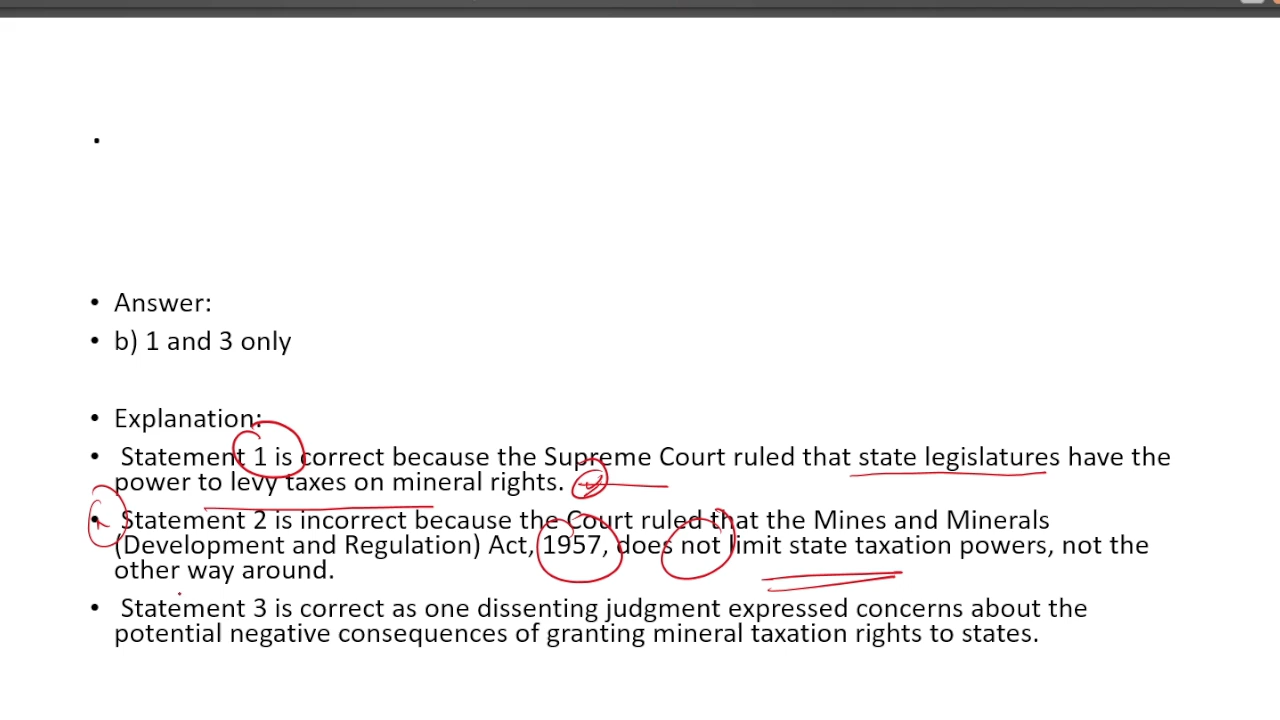 .
• Answer:
• b) 1 and 3 only
• Explanation:
• Statement 1 is correct because the Supreme Court ruled that state legislatures have the
power to levy taxes on mineral rights.
• Statement 2 is incorrect because the Court ruled that the Mines and Minerals
(Development and Regulation) Act, 1957, does not limit state taxation powers, not the
other way around.
• Statement 3 is correct as one dissenting judgment expressed concerns about the
potential negative consequences of granting mineral taxation rights to states.